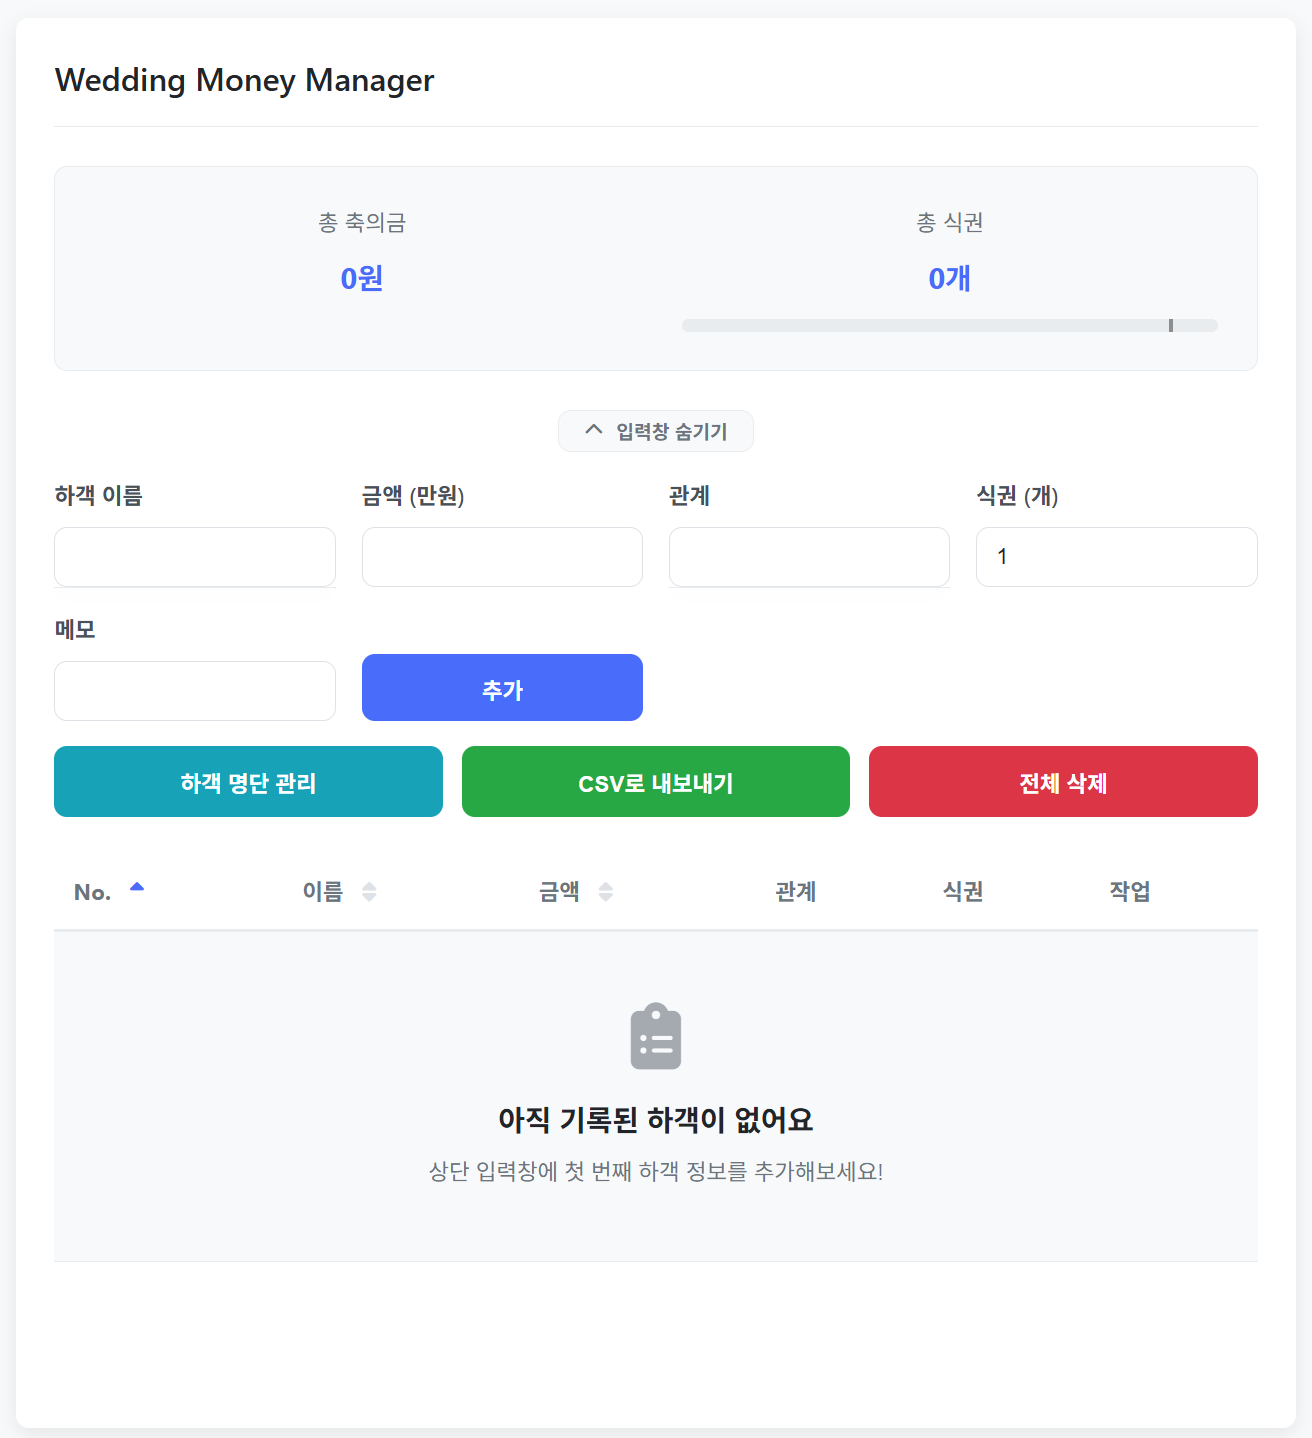 Wedding Money Manager
총 축의금
총 식권
0원
0개
입력창 숨기기
하객 이름
금액 (만원)
관계
식권 (개)
1
메모
추가
하객 명단 관리
CSV로 내보내기
전체 삭제
No.
이름
금액
관계
식권
작업
아직 기록된 하객이 없어요
상단 입력창에 첫 번째 하객 정보를 추가해보세요!